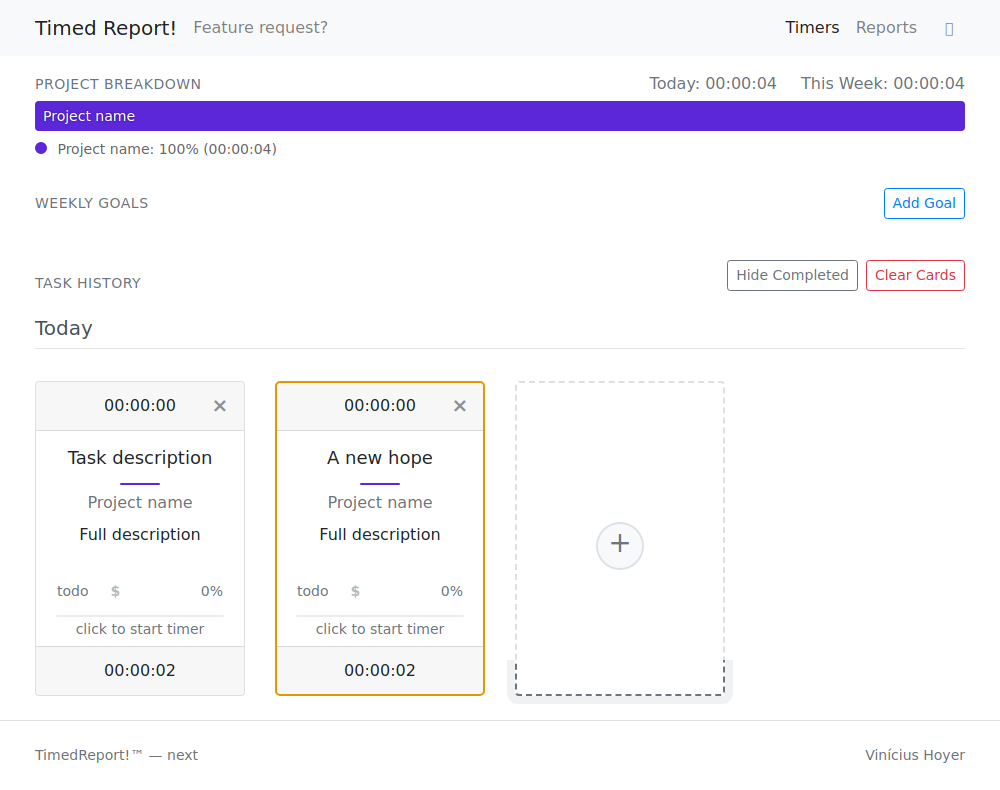 Timed Report! Feature request? Timers Reports
PROJECT BREAKDOWN Today: 00:00:04 This Week: 00:00:04
Project name
Project name: 100% (00:00:04)
WEEKLY GOALS Add Goal
TASK HISTORY Hide Completed Clear Cards
Today
00:00:00 ×
Task description
Project name
Full description
todo $ 0%
click to start timer
00:00:02
00:00:00 ×
A new hope
Project name
Full description
todo $ 0%
click to start timer
00:00:02
+
TimedReport!™ — next Vinícius Hoyer